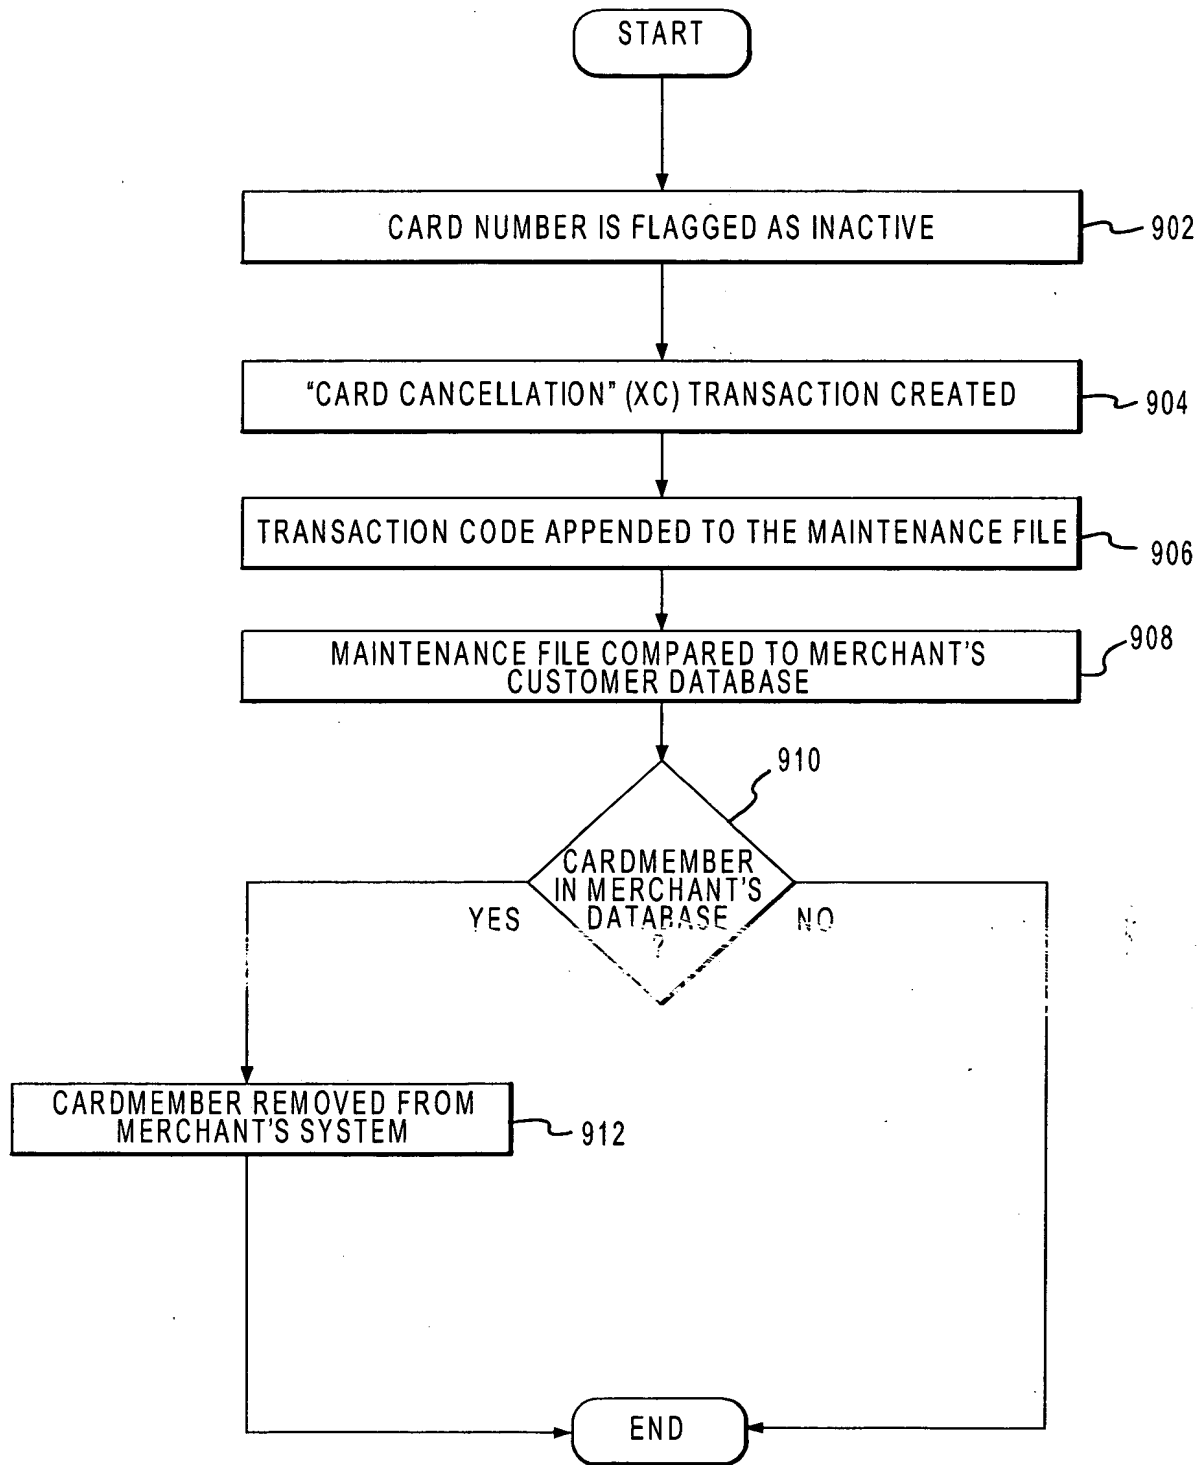 START
CARD NUMBER IS FLAGGED AS INACTIVE
902
"CARD CANCELLATION" (XC) TRANSACTION CREATED
904
TRANSACTION CODE APPENDED TO THE MAINTENANCE FILE
906
MAINTENANCE FILE COMPARED TO MERCHANT'S
CUSTOMER DATABASE
908
910
CARDMEMBER
IN MERCHANT'S
DATABASE
?
YES
NO
CARDMEMBER REMOVED FROM
MERCHANT'S SYSTEM
912
END